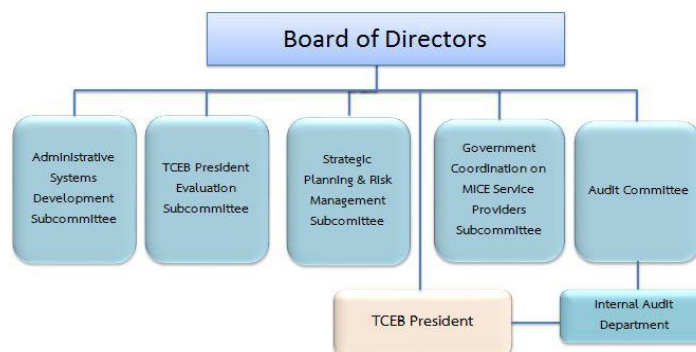 Board of Directors
Administrative
Systems
Development
Subcommittee
TCEB President
Evaluation
Subcommittee
Strategic
Planning & Risk
Management
Subcomittee
Government
Coordination on
MICE Service
Providers
Subcommittee
Audit Committee
TCEB President
Internal Audit
Department